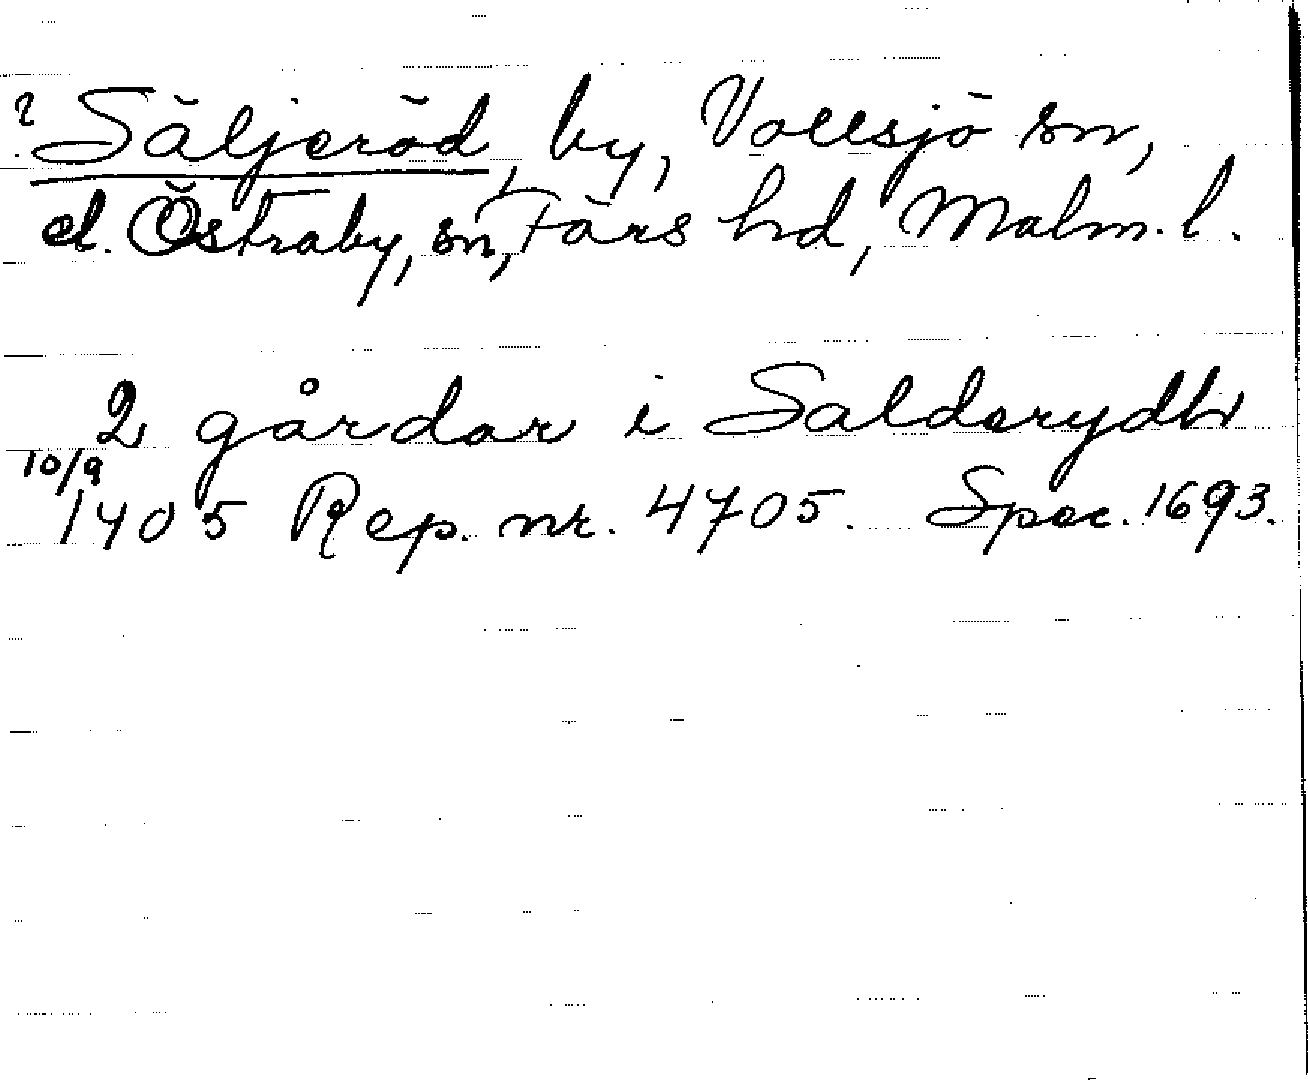 ? Säljeröd, by, Vollsjö sn,
el. Östraby, sn, Färs hd, Malm. l.
2 gårdar i Salderydh
10/9
1405 Rep. nr. 4705. Spec. 1693.